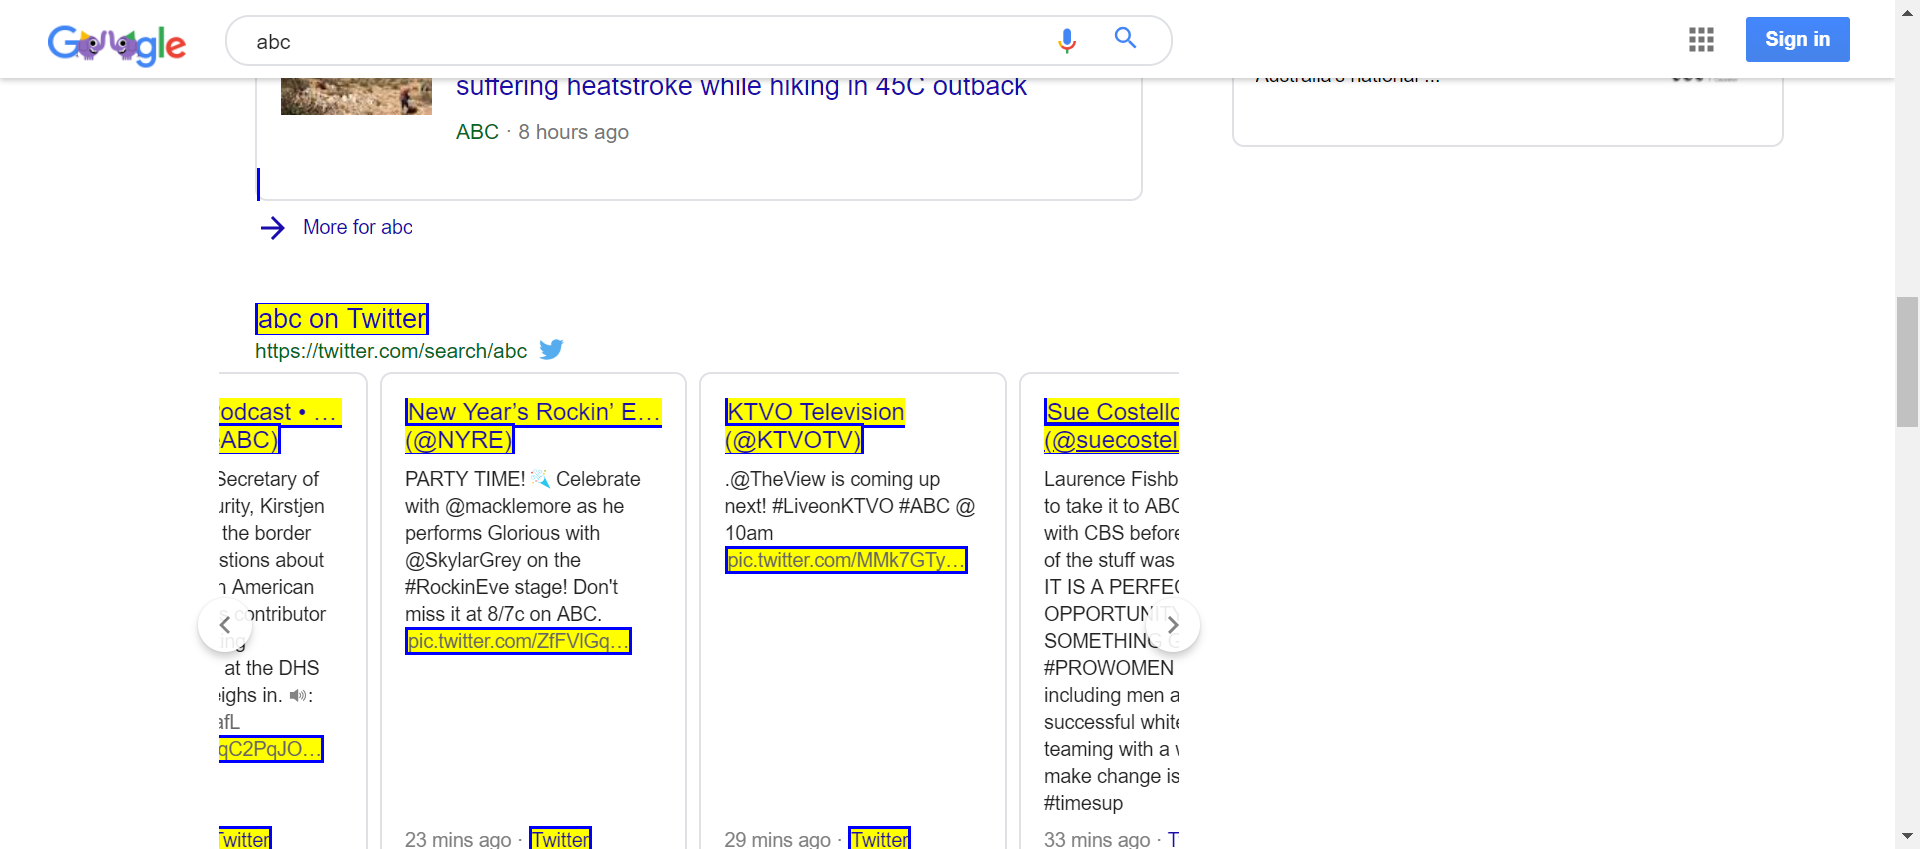 Google
abc
Sign in
suffering heatstroke while hiking in 45C outback
ABC · 8 hours ago
Australia's national ...
More for abc
abc on Twitter
https://twitter.com/search/abc
odcast • …
ABC)
Secretary of
urity, Kirstjen
the border
stions about
n American
s contributor
ing
at the DHS
eighs in. 🔊:
afL
qC2PqJO…
Twitter
New Year’s Rockin’ E…
(@NYRE)
PARTY TIME! 🎉 Celebrate
with @macklemore as he
performs Glorious with
@SkylarGrey on the
#RockinEve stage! Don't
miss it at 8/7c on ABC.
pic.twitter.com/ZfFVlGq…
23 mins ago · Twitter
KTVO Television
(@KTVOTV)
.@TheView is coming up
next! #LiveonKTVO #ABC @
10am
pic.twitter.com/MMk7GTy…
29 mins ago · Twitter
Sue Costello
(@suecostel
Laurence Fishb
to take it to ABC
with CBS before
of the stuff was
IT IS A PERFEC
OPPORTUNITY
SOMETHING G
#PROWOMEN
including men a
successful white
teaming with a w
make change is
#timesup
33 mins ago · T